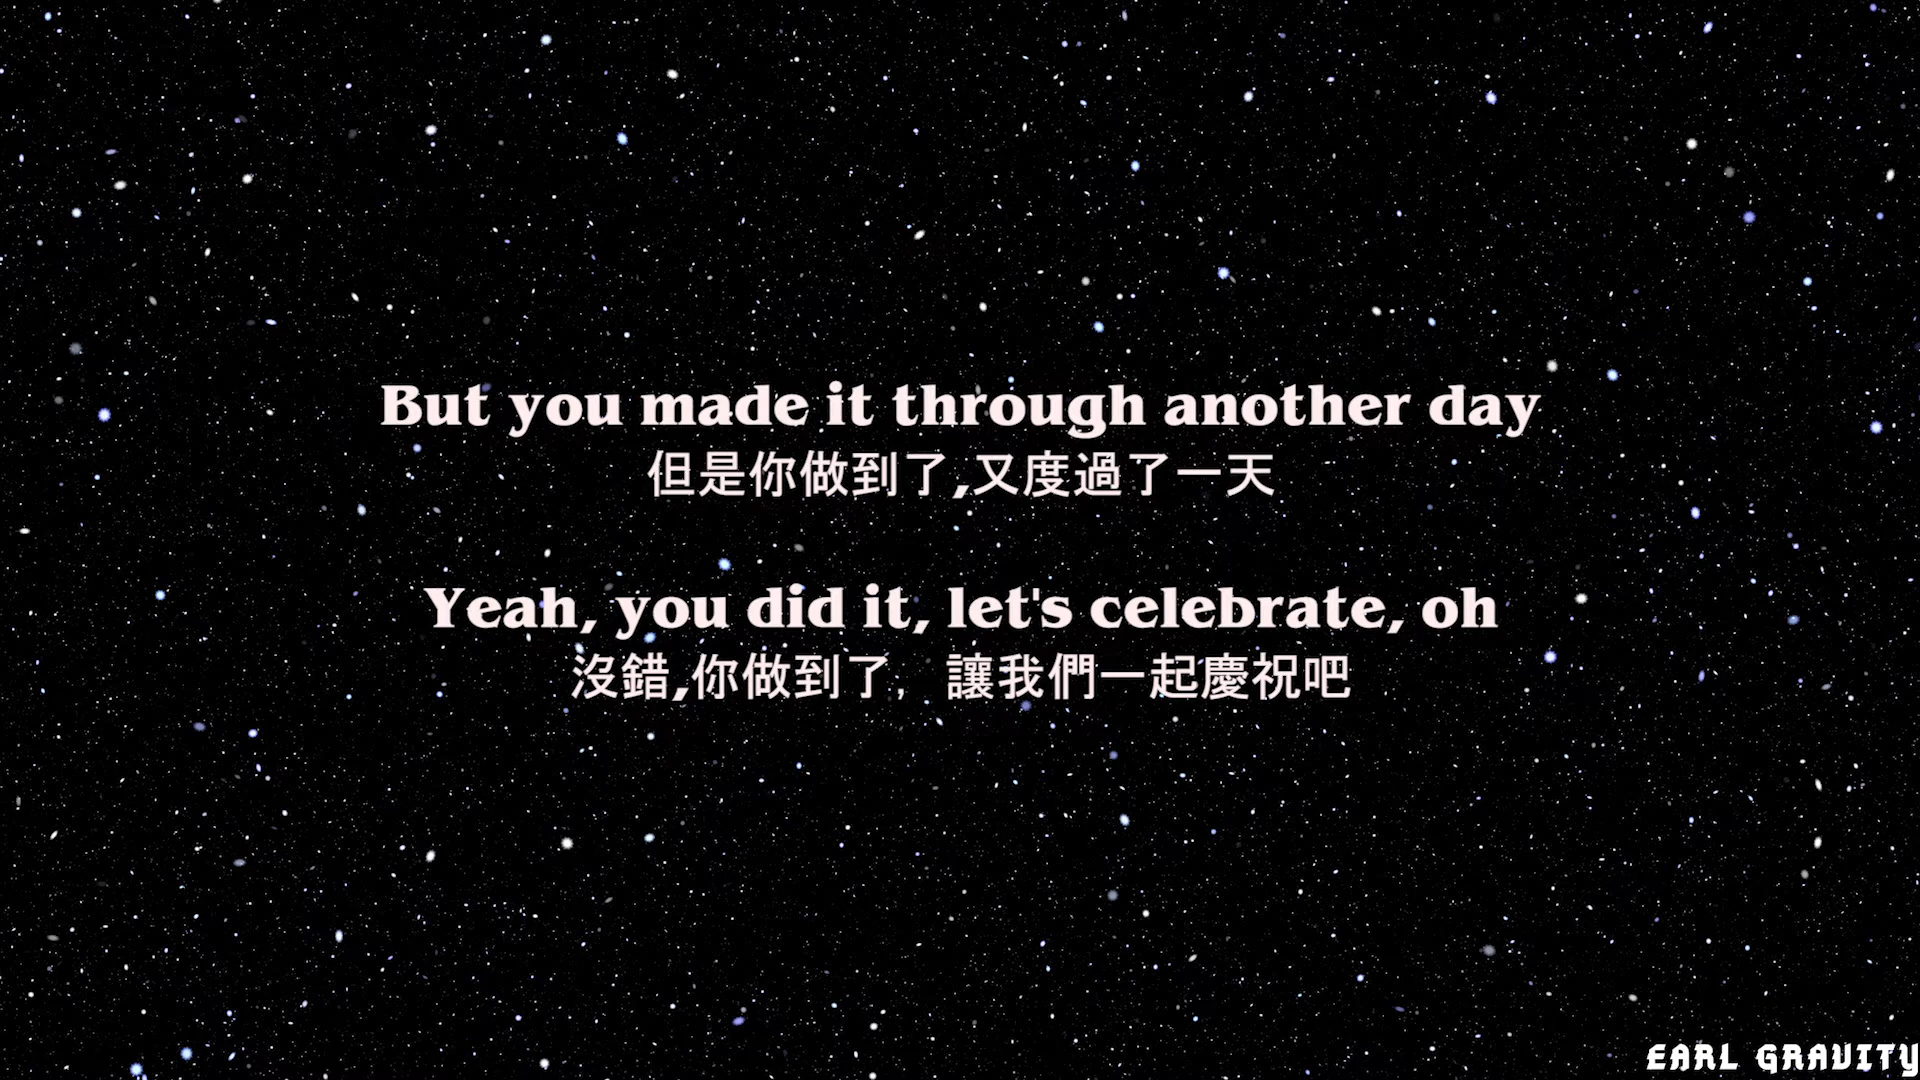 But you made it through another day
但是你做到了,又度過了一天
Yeah, you did it, let's celebrate, oh
沒錯,你做到了，讓我們一起慶祝吧
EARL GRAVITY